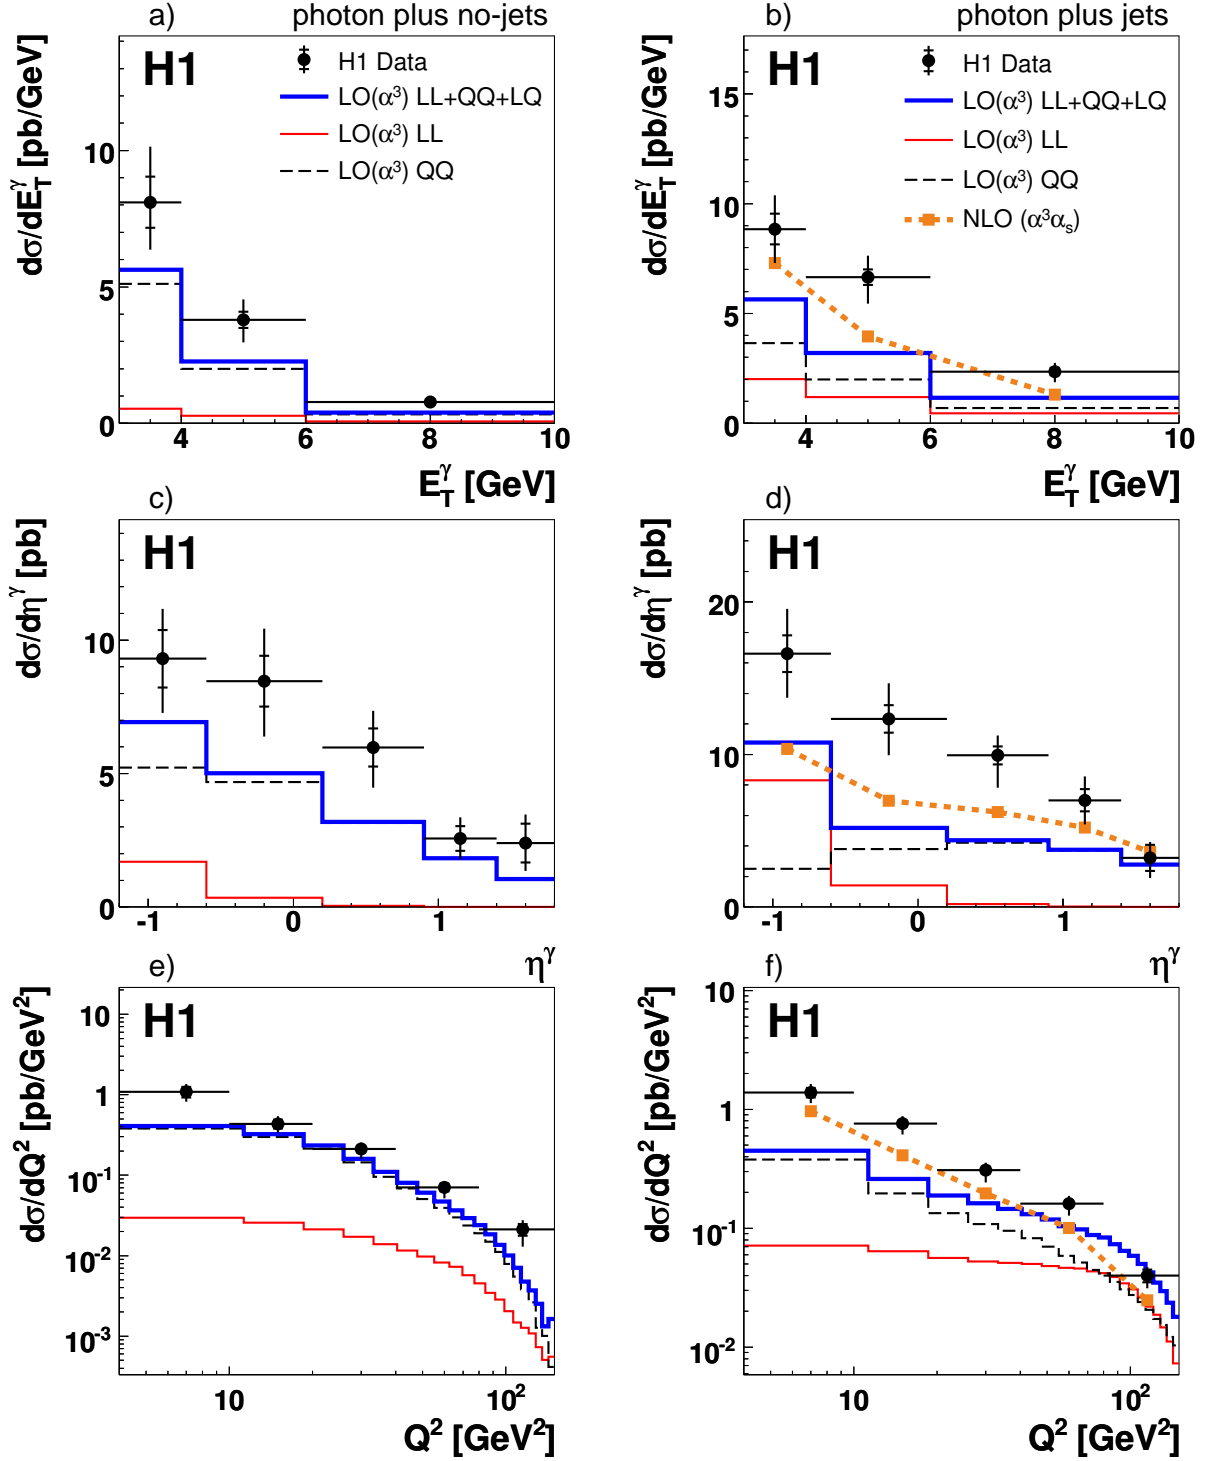 a) photon plus no-jets
H1
H1 Data
LO(α³) LL+QQ+LQ
LO(α³) LL
LO(α³) QQ
dσ/dE_T^γ [pb/GeV]
10
5
0
4 6 8 10
E_T^γ [GeV]
b) photon plus jets
H1
H1 Data
LO(α³) LL+QQ+LQ
LO(α³) LL
LO(α³) QQ
NLO (α³α_s)
dσ/dE_T^γ [pb/GeV]
15
10
5
0
4 6 8 10
E_T^γ [GeV]
c)
H1
dσ/dη^γ [pb]
10
5
0
-1 0 1
η^γ
d)
H1
dσ/dη^γ [pb]
20
10
0
-1 0 1
η^γ
e)
H1
dσ/dQ² [pb/GeV²]
10
1
10⁻¹
10⁻²
10⁻³
10 10²
Q² [GeV²]
f)
H1
dσ/dQ² [pb/GeV²]
10
1
10⁻¹
10⁻²
10 10²
Q² [GeV²]